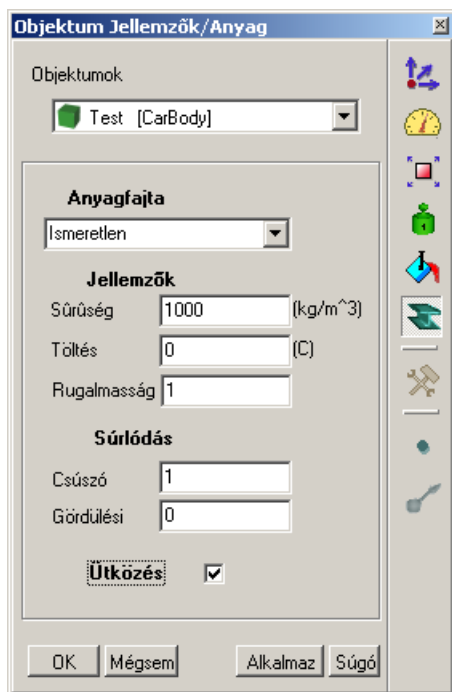 Objektum Jellemzők/Anyag
Objektumok
Test [CarBody]
Anyagfajta
Ismeretlen
Jellemzők
Sûrûség 1000 (kg/m^3)
Töltés 0 (C)
Rugalmasság 1
Súrlódás
Csúszó 1
Gördülési 0
Ütközés
OK Mégsem Alkalmaz Súgó